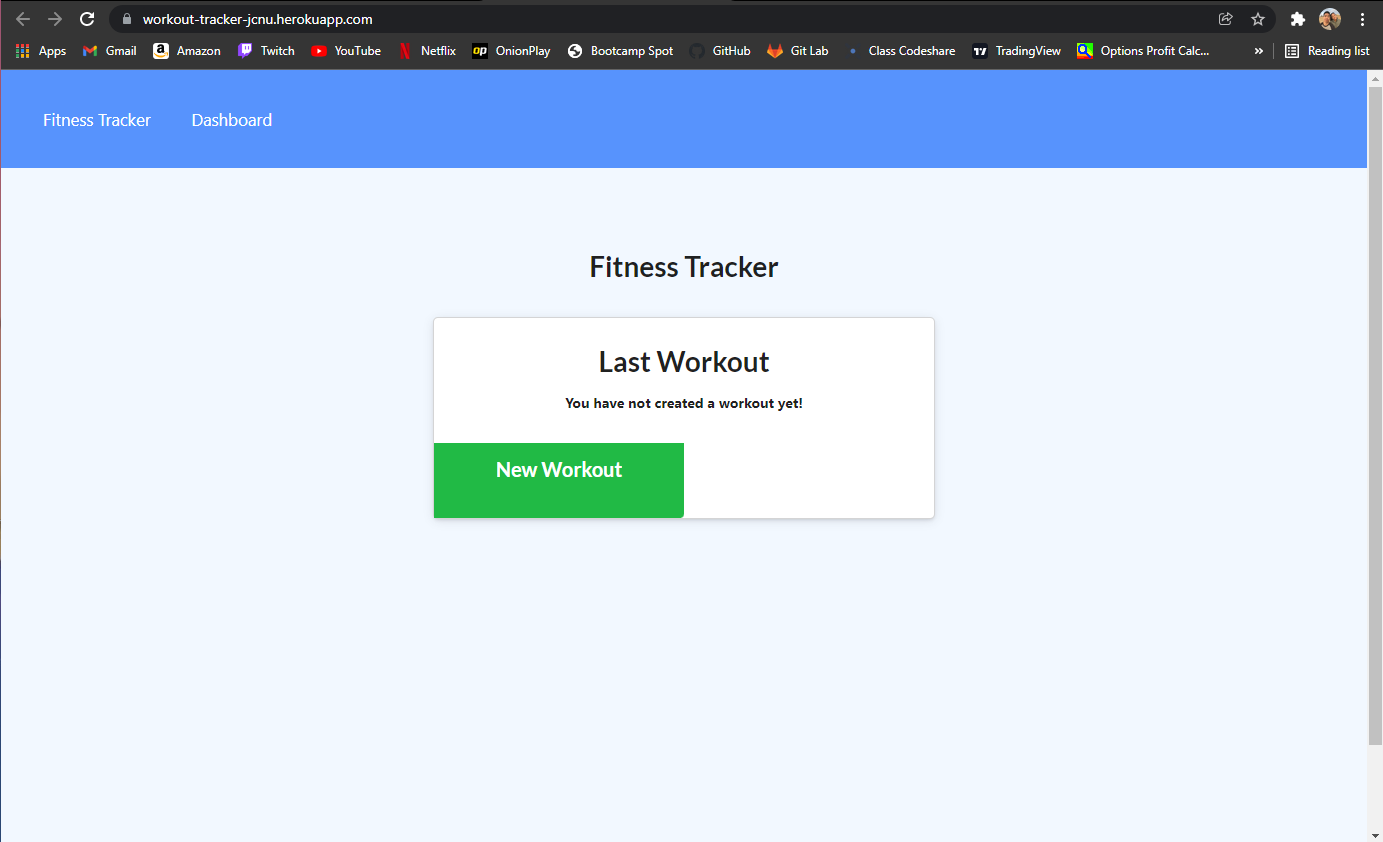 workout-tracker-jcnu.herokuapp.com
Apps Gmail Amazon Twitch YouTube Netflix OnionPlay Bootcamp Spot GitHub Git Lab Class Codeshare TradingView Options Profit Calc... » Reading list
Fitness Tracker Dashboard
Fitness Tracker
Last Workout
You have not created a workout yet!
New Workout